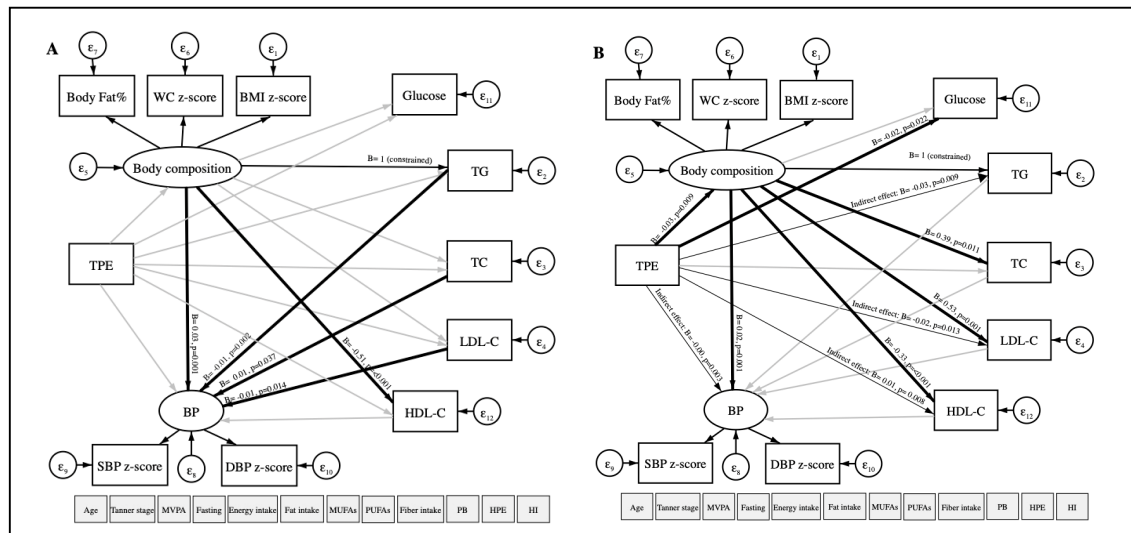 A
ε7
ε6
ε1
Body Fat%
WC z-score
BMI z-score
Glucose
ε11
ε5
Body composition
B= 1 (constrained)
TG
ε2
TPE
TC
ε3
B= 0.03, p=0.001
B= -0.01, p=0.002
B= 0.01, p=0.037
B= -0.01, p=0.014
B= -0.51, p=<0.001
LDL-C
ε4
BP
HDL-C
ε12
ε9
SBP z-score
ε8
DBP z-score
ε10
Age
Tanner stage
MVPA
Fasting
Energy intake
Fat intake
MUFAs
PUFAs
Fiber intake
PB
HPE
HI
B
ε7
ε6
ε1
Body Fat%
WC z-score
BMI z-score
Glucose
ε11
B= -0.02, p=0.022
ε5
Body composition
B= 1 (constrained)
TG
ε2
Indirect effect: B= -0.03, p=0.009
B= -0.03, p=0.009
B= 0.39, p=0.011
TPE
TC
ε3
B= 0.53, p=0.001
Indirect effect: B= -0.02, p=0.013
Indirect effect: B= -0.00, p=0.003
B= 0.02, p=0.001
B= -0.33, p=<0.001
LDL-C
ε4
Indirect effect: B= 0.01, p= 0.008
BP
HDL-C
ε12
ε9
SBP z-score
ε8
DBP z-score
ε10
Age
Tanner stage
MVPA
Fasting
Energy intake
Fat intake
MUFAs
PUFAs
Fiber intake
PB
HPE
HI